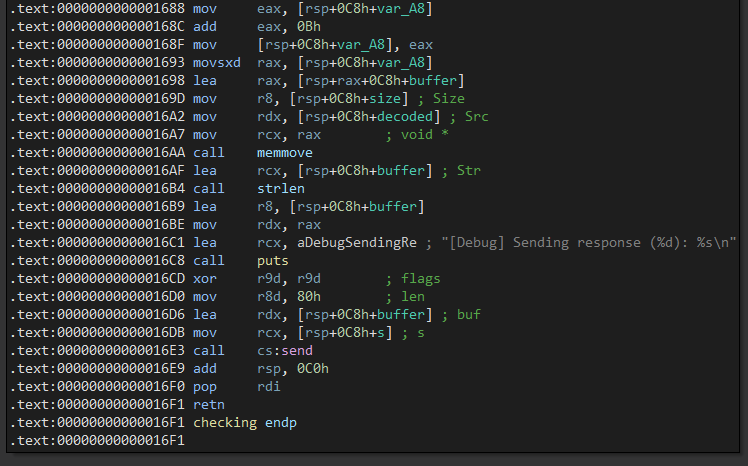 .text:0000000000001688 mov eax, [rsp+0C8h+var_A8]
.text:000000000000168C add eax, 0Bh
.text:000000000000168F mov [rsp+0C8h+var_A8], eax
.text:0000000000001693 movsxd rax, [rsp+0C8h+var_A8]
.text:0000000000001698 lea rax, [rsp+rax+0C8h+buffer]
.text:000000000000169D mov r8, [rsp+0C8h+size] ; Size
.text:00000000000016A2 mov rdx, [rsp+0C8h+decoded] ; Src
.text:00000000000016A7 mov rcx, rax ; void *
.text:00000000000016AA call memmove
.text:00000000000016AF lea rcx, [rsp+0C8h+buffer] ; Str
.text:00000000000016B4 call strlen
.text:00000000000016B9 lea r8, [rsp+0C8h+buffer]
.text:00000000000016BE mov rdx, rax
.text:00000000000016C1 lea rcx, aDebugSendingRe ; "[Debug] Sending response (%d): %s\n"
.text:00000000000016C8 call puts
.text:00000000000016CD xor r9d, r9d ; flags
.text:00000000000016D0 mov r8d, 80h ; len
.text:00000000000016D6 lea rdx, [rsp+0C8h+buffer] ; buf
.text:00000000000016DB mov rcx, [rsp+0C8h+s] ; s
.text:00000000000016E3 call cs:send
.text:00000000000016E9 add rsp, 0C0h
.text:00000000000016F0 pop rdi
.text:00000000000016F1 retn
.text:00000000000016F1 checking endp
.text:00000000000016F1